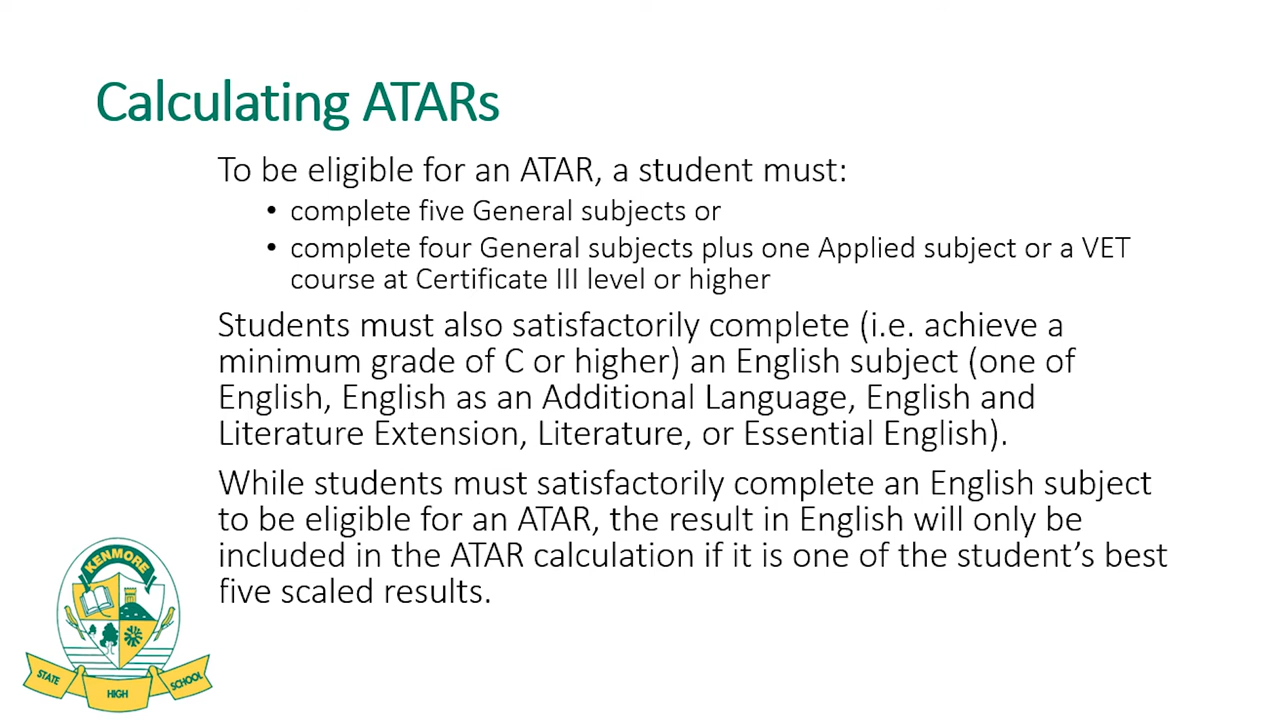 Calculating ATARs
To be eligible for an ATAR, a student must:
• complete five General subjects or
• complete four General subjects plus one Applied subject or a VET
course at Certificate III level or higher
Students must also satisfactorily complete (i.e. achieve a
minimum grade of C or higher) an English subject (one of
English, English as an Additional Language, English and
Literature Extension, Literature, or Essential English).
While students must satisfactorily complete an English subject
to be eligible for an ATAR, the result in English will only be
included in the ATAR calculation if it is one of the student’s best
five scaled results.
KENMORE
STATE
HIGH
SCHOOL